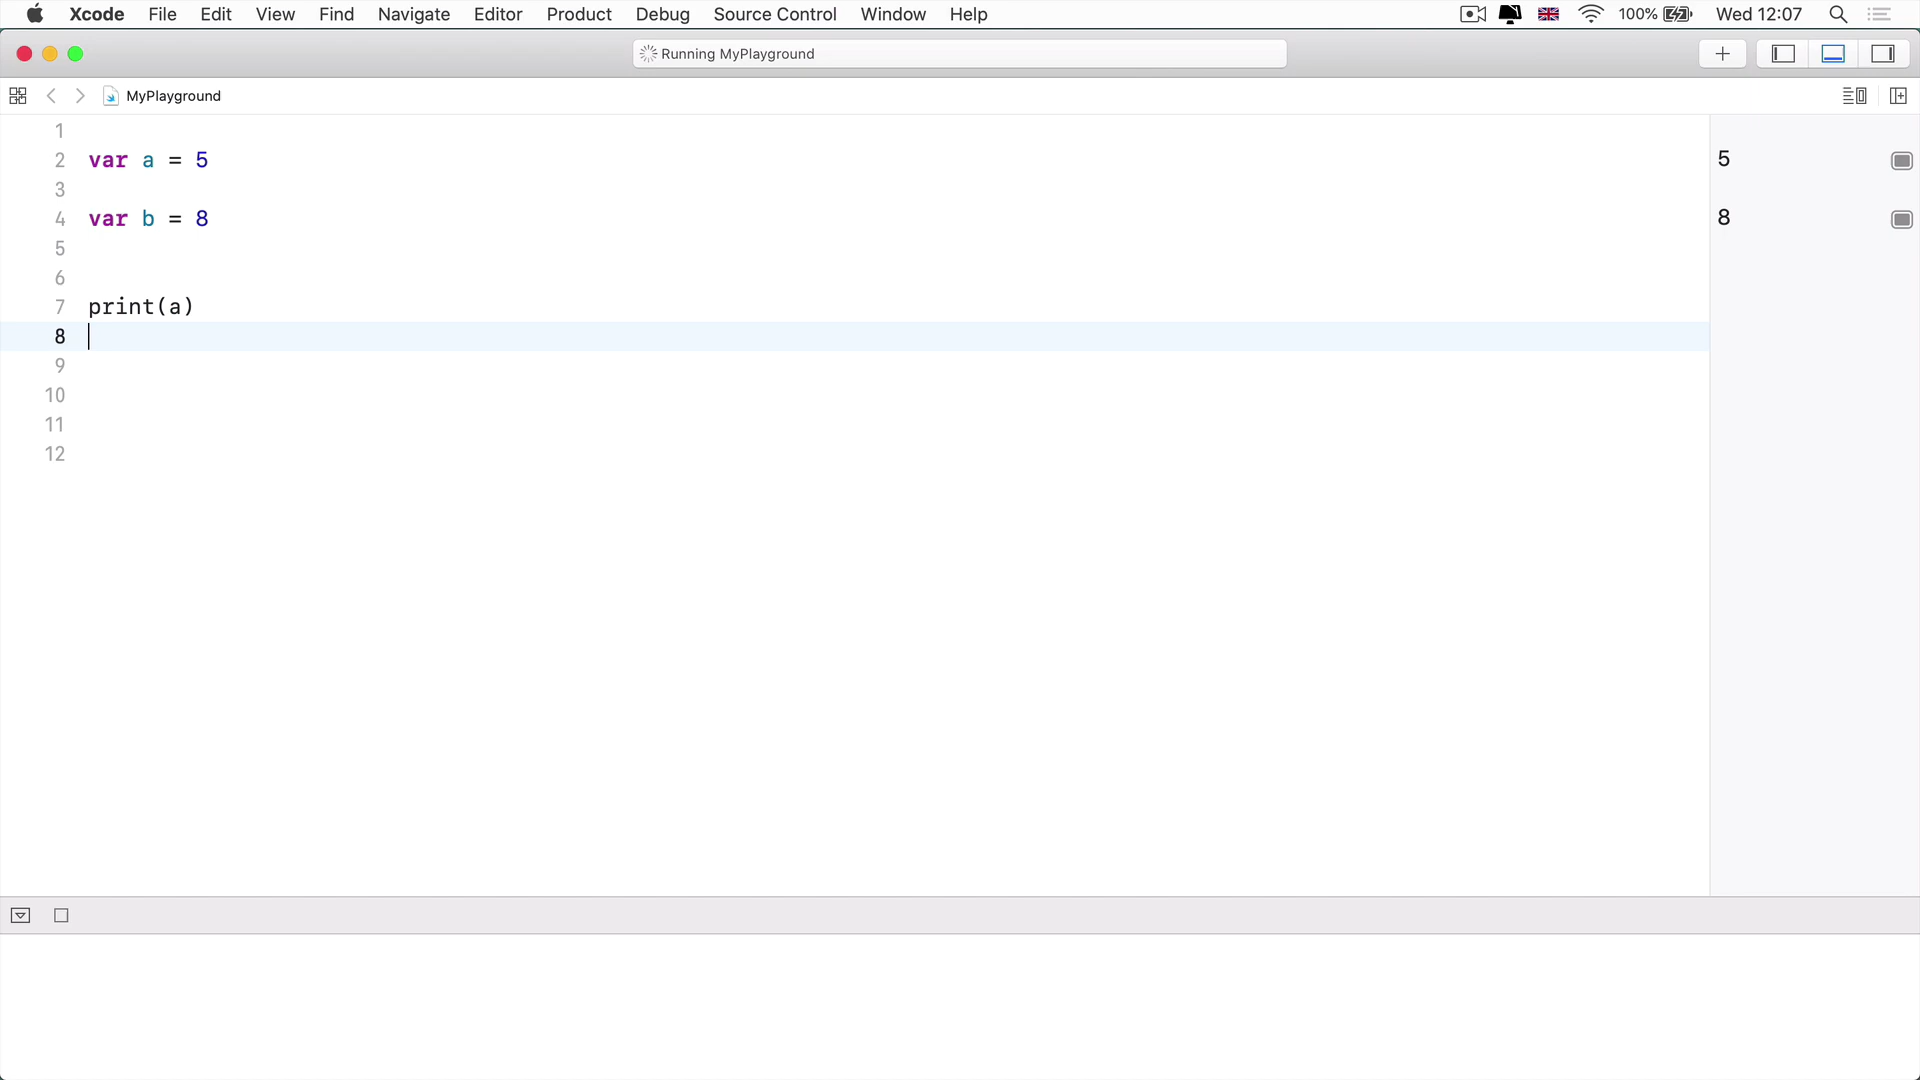 Xcode File Edit View Find Navigate Editor Product Debug Source Control Window Help 100% Wed 12:07
Running MyPlayground
MyPlayground
1
2 var a = 5 5
3
4 var b = 8 8
5
6
7 print(a)
8
9
10
11
12